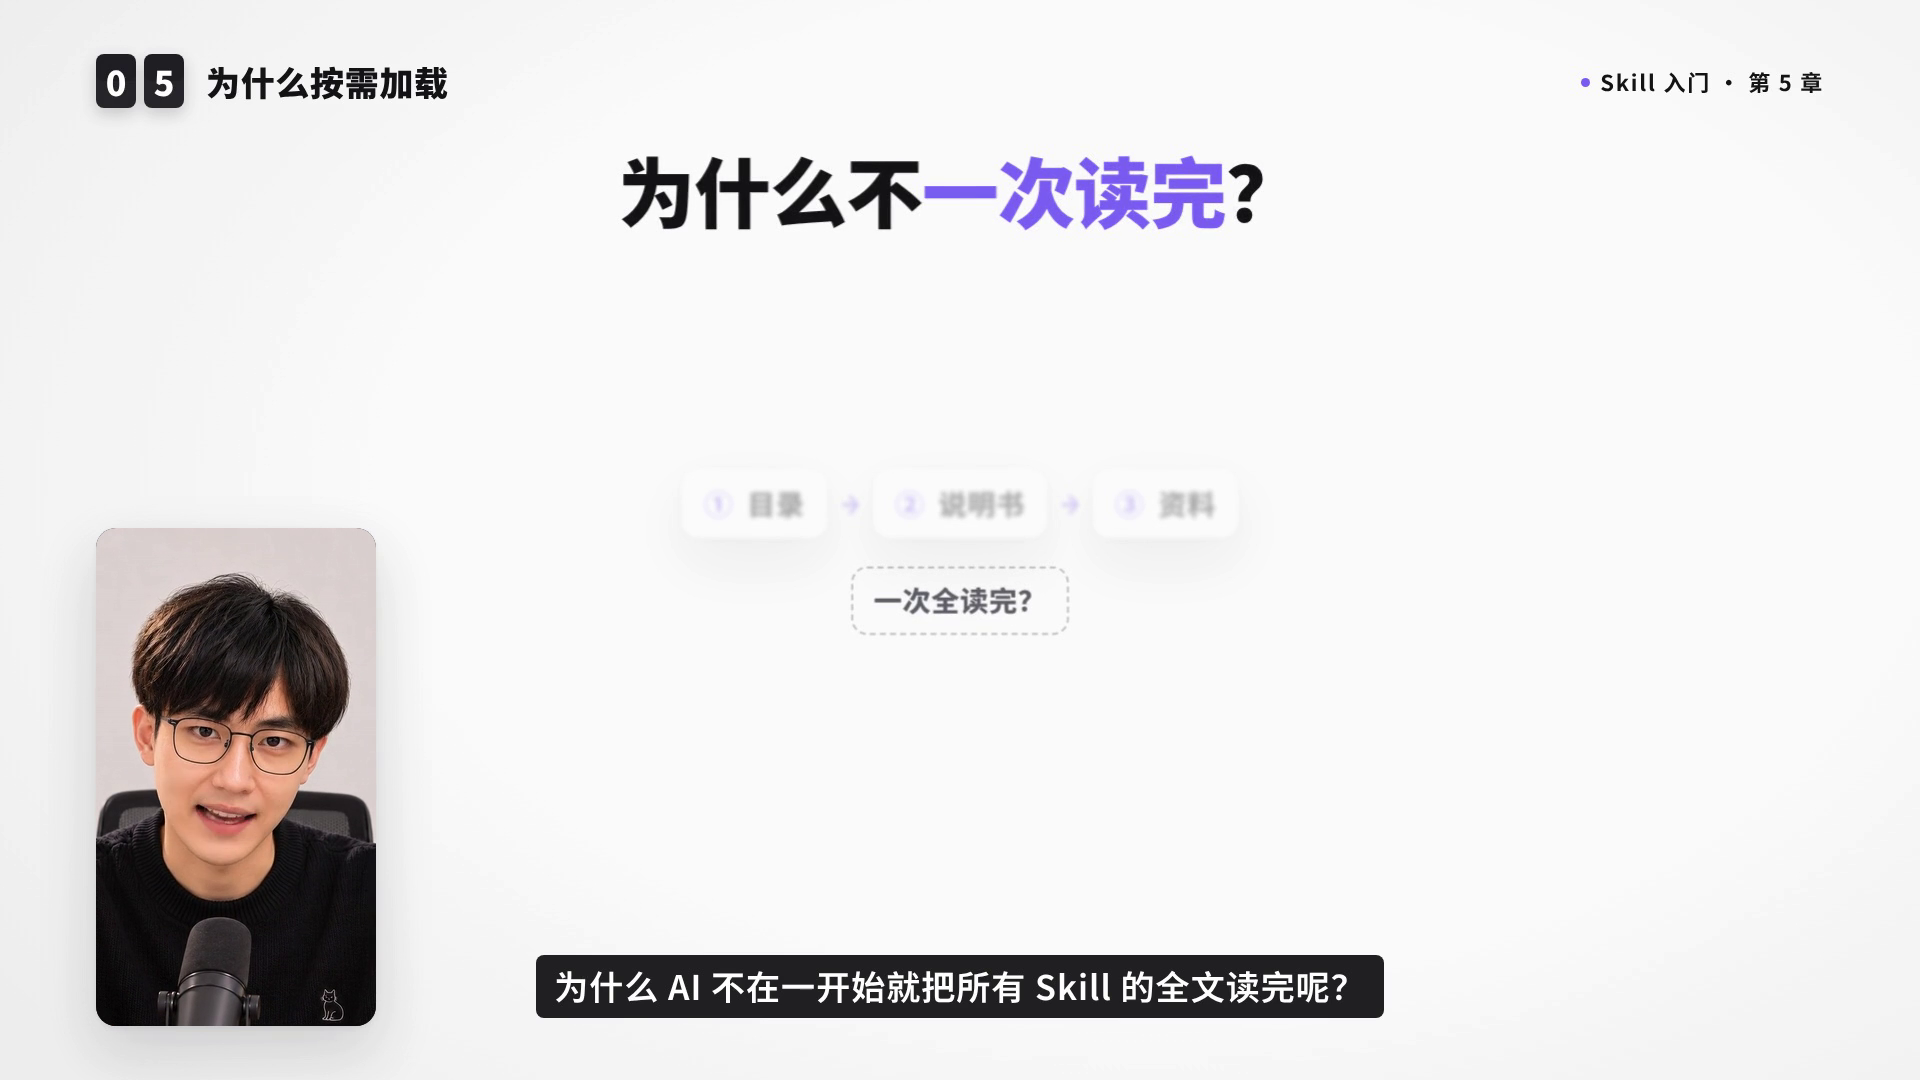 05 为什么按需加载
Skill 入门 · 第 5 章
为什么不一次读完？
① 目录 → ② 说明书 → ③ 资料
一次全读完？
为什么 AI 不在一开始就把所有 Skill 的全文读完呢？